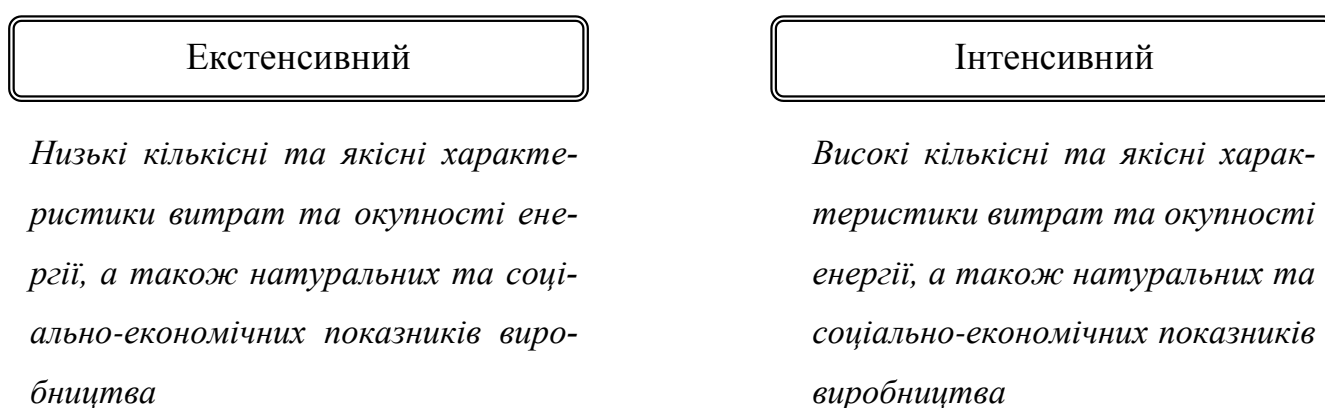 Екстенсивний
Низькі кількісні та якісні характе-
ристики витрат та окупності ене-
ргії, а також натуральних та соці-
ально-економічних показників виро-
бництва
Інтенсивний
Високі кількісні та якісні харак-
теристики витрат та окупності
енергії, а також натуральних та
соціально-економічних показників
виробництва